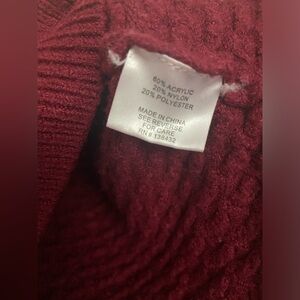 60% ACRYLIC
20% NYLON
20% POLYESTER
MADE IN CHINA
SEE REVERSE
FOR CARE
RN # 138432